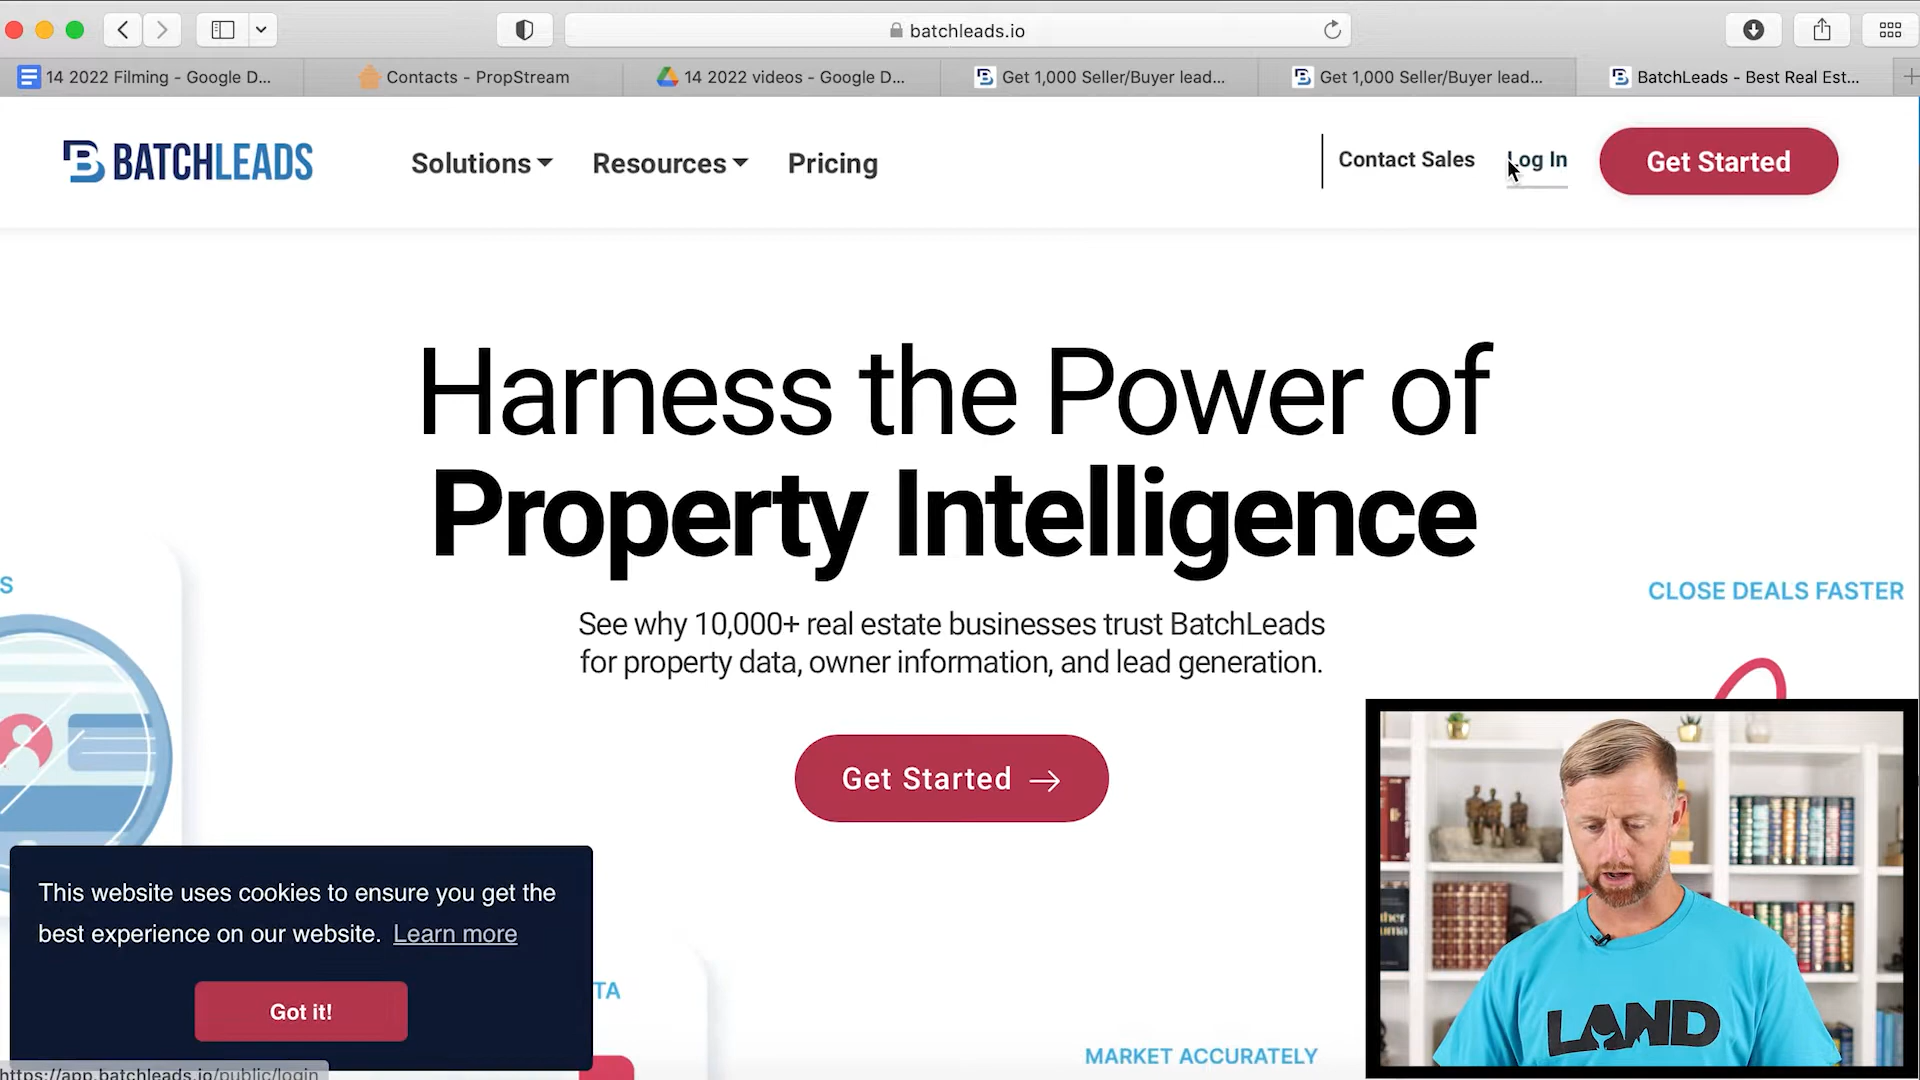 batchleads.io
14 2022 Filming - Google D...
Contacts - PropStream
14 2022 videos - Google D...
Get 1,000 Seller/Buyer lead...
Get 1,000 Seller/Buyer lead...
BatchLeads - Best Real Est...
BATCHLEADS
Solutions
Resources
Pricing
Contact Sales
Log In
Get Started
Harness the Power of
Property Intelligence
S
CLOSE DEALS FASTER
See why 10,000+ real estate businesses trust BatchLeads
for property data, owner information, and lead generation.
Get Started
This website uses cookies to ensure you get the
best experience on our website. Learn more
Got it!
TA
MARKET ACCURATELY
LAND
https://app.batchleads.io/public/login